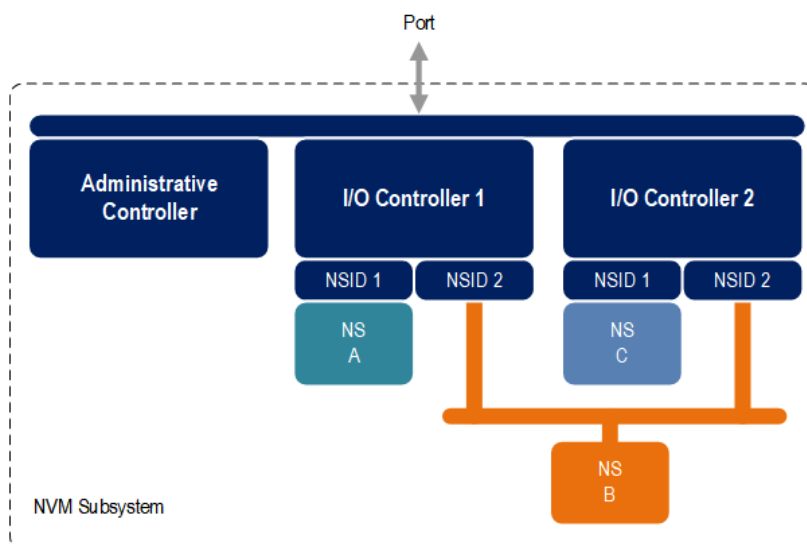 Port
Administrative
Controller
I/O Controller 1
I/O Controller 2
NSID 1
NSID 2
NSID 1
NSID 2
NS
A
NS
C
NS
B
NVM Subsystem